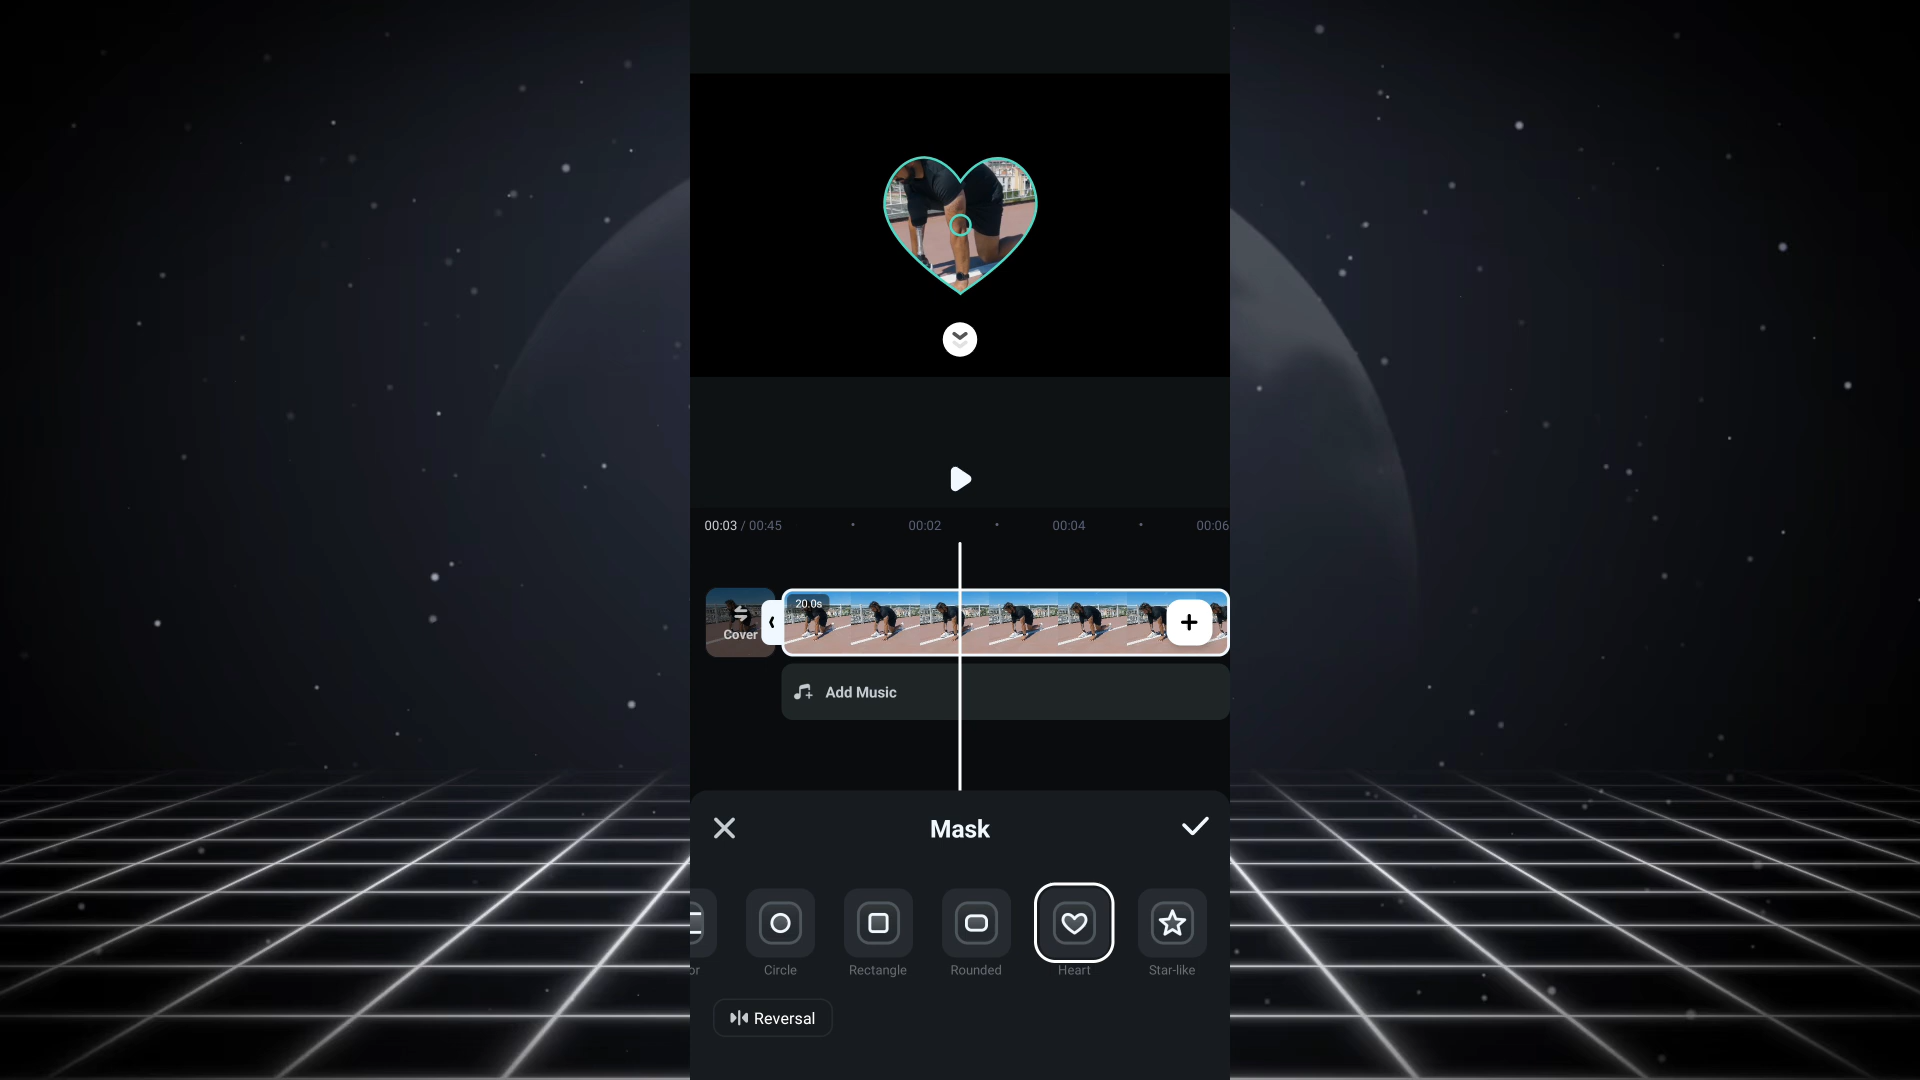 00:03 / 00:45 00:02 00:04 00:06
20.0s
Cover
Add Music
Mask
or Circle Rectangle Rounded Heart Star-like
Reversal